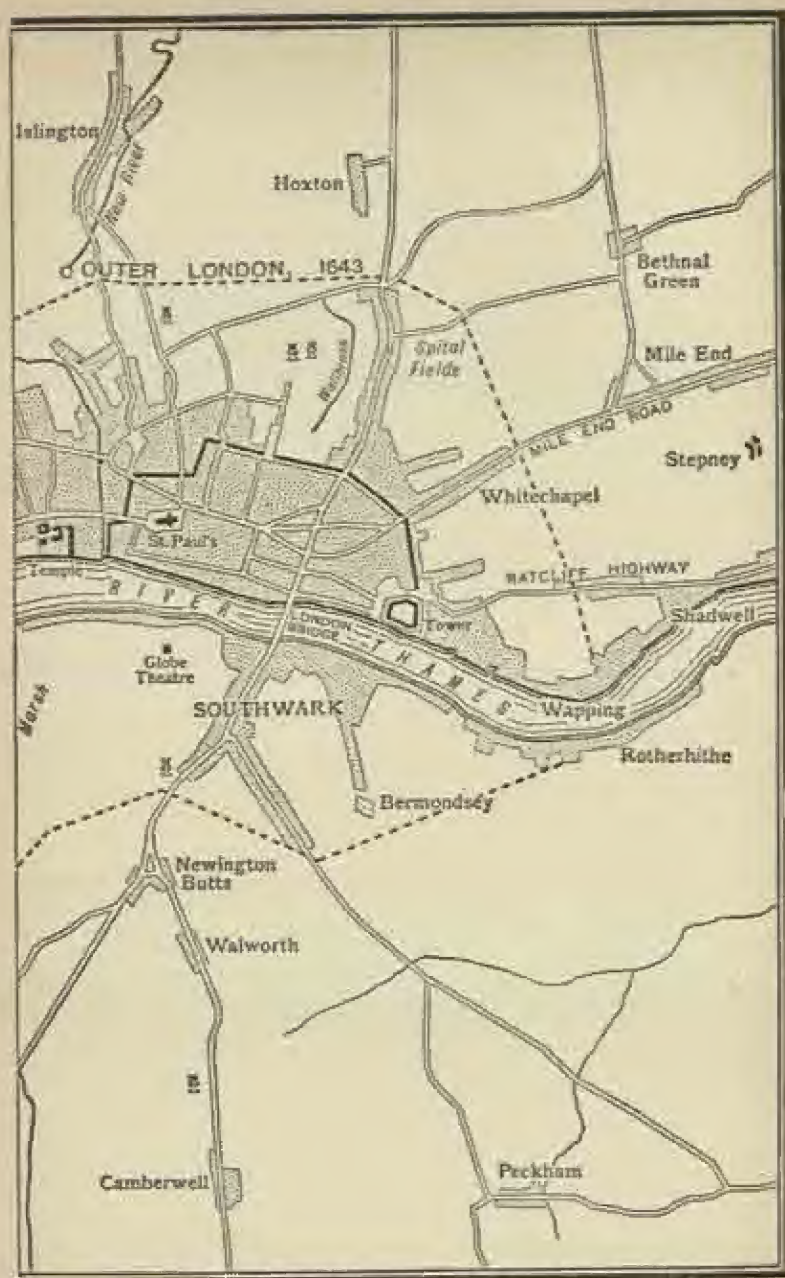 Islington
New River
Hoxton
OUTER LONDON, 1643
Bethnal
Green
Spital
Fields
Wallbrook
Mile End
MILE END ROAD
Stepney
Whitechapel
St. Paul's
Temple
RATCLIFF HIGHWAY
RIVER THAMES
LONDON
BRIDGE
Tower
Shadwell
Globe
Theatre
Marsh
SOUTHWARK
Wapping
Rotherhithe
Bermondsey
Newington
Butts
Walworth
Camberwell
Peckham